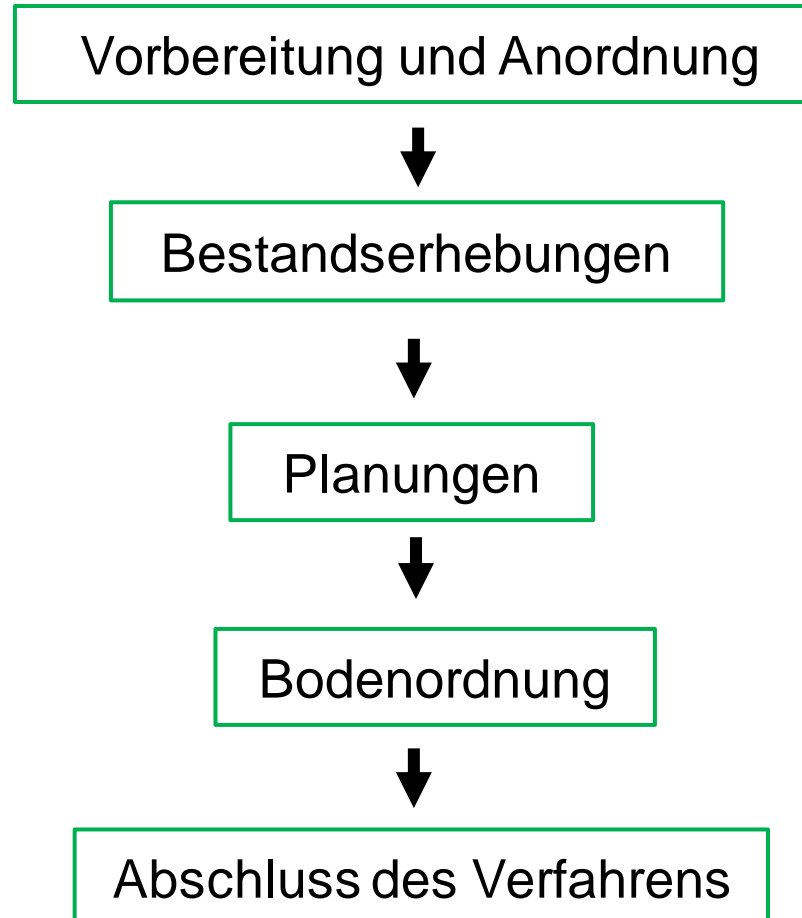 Vorbereitung und Anordnung
Bestandserhebungen
Planungen
Bodenordnung
Abschluss des Verfahrens